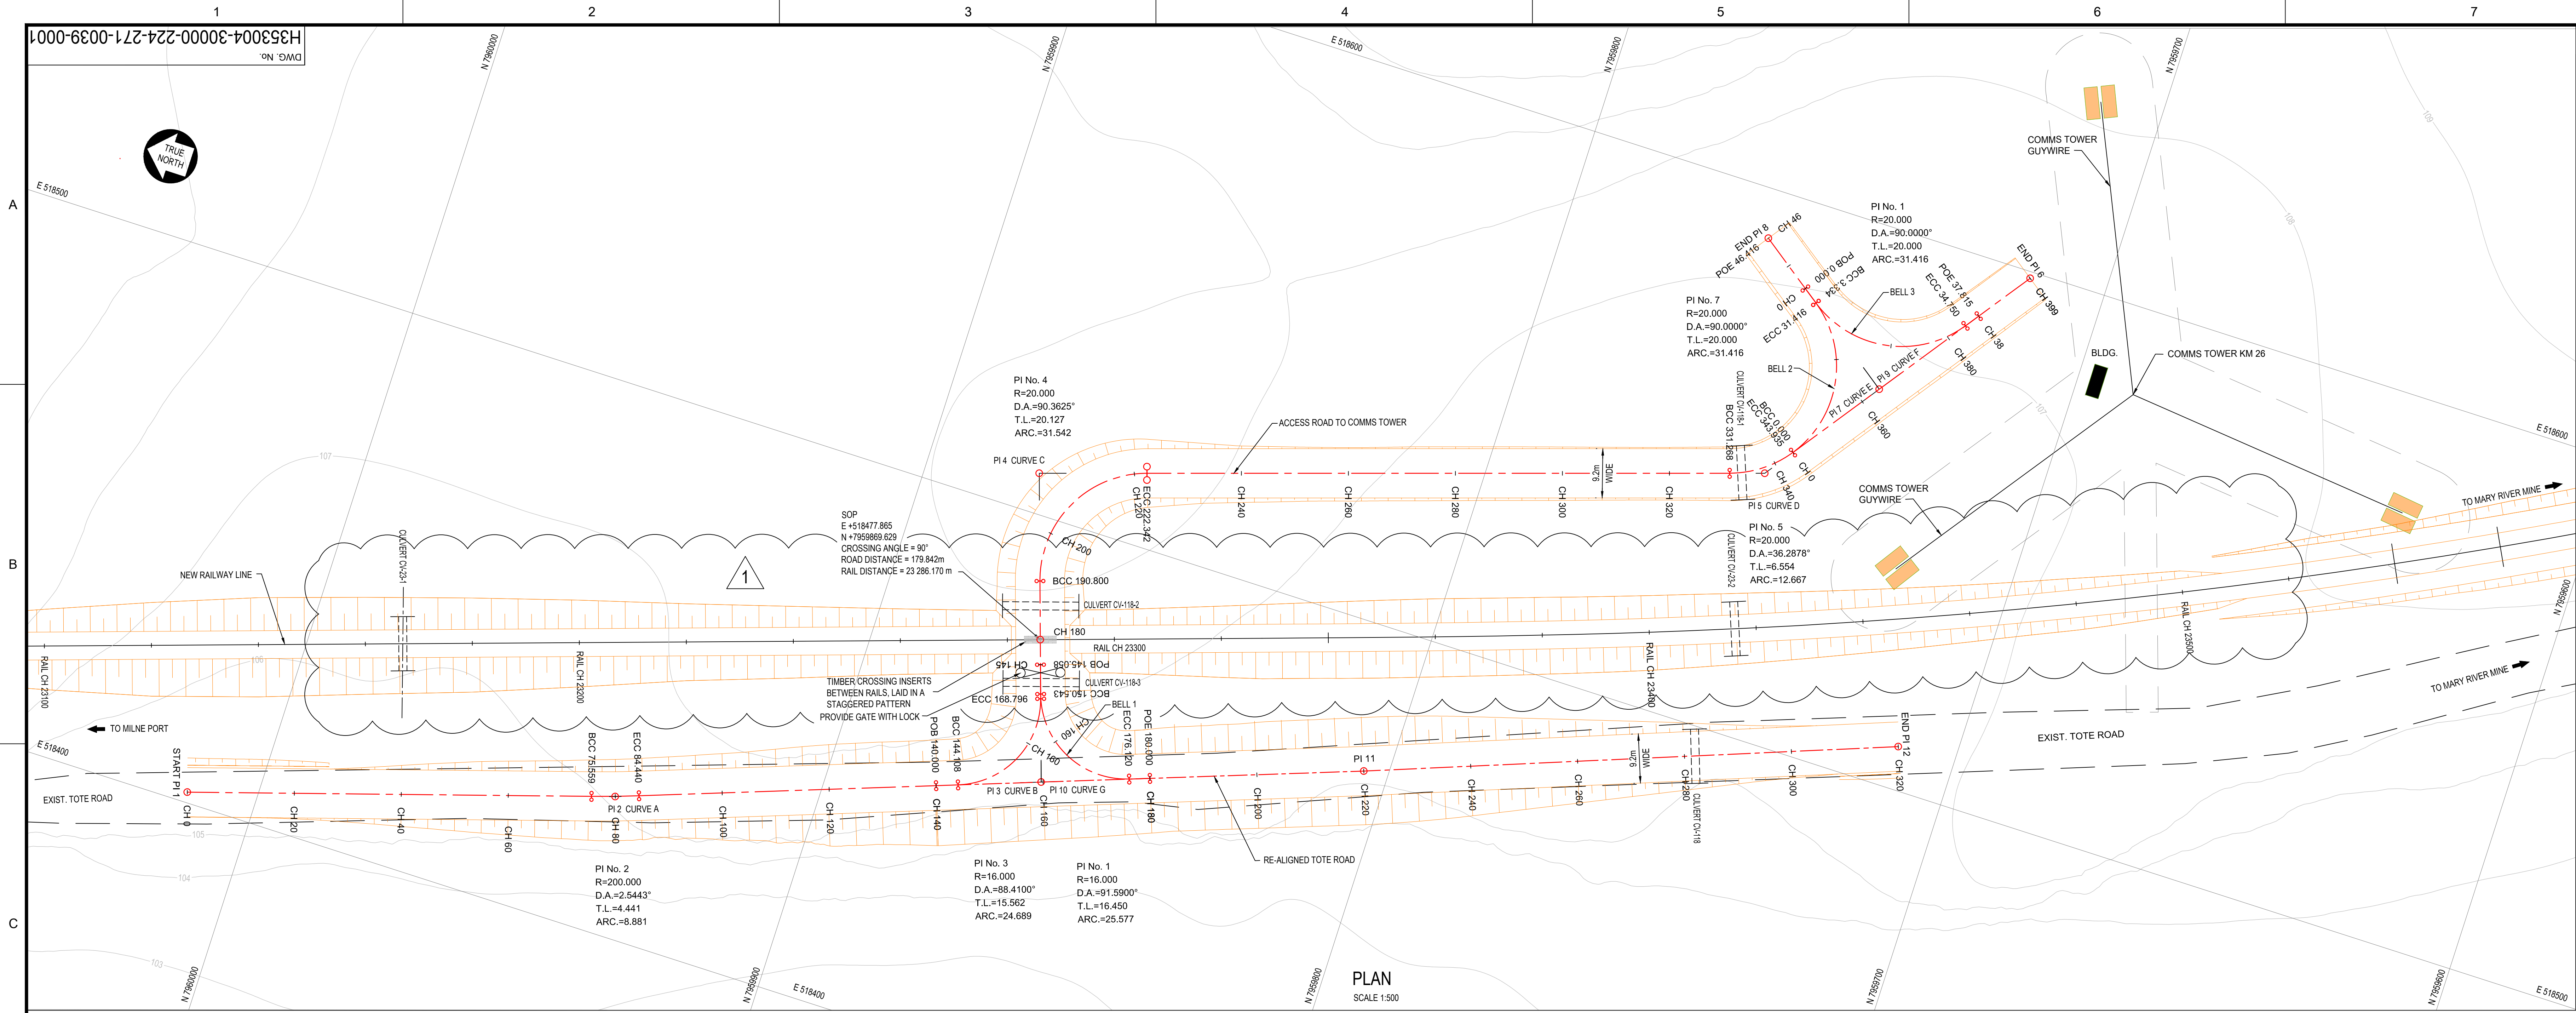 1
2
3
4
5
6
7
A
B
C
DWG. No.
H353004-30000-224-271-0039-0001
TRUE
NORTH
N 7960000
N 7959900
E 518600
N 7959800
N 7959700
E 518500
109
108
107
107
106
105
104
103
COMMS TOWER
GUYWIRE
END PI 8
CH 46
POE 46.416
POB 0.000
BCC 3.334
CH 0
ECC 31.416
PI No. 1
R=20.000
D.A.=90.0000°
T.L.=20.000
ARC.=31.416
BELL 3
POE 37.815
ECC 34.750
END PI 6
CH 399
CH 38
CH 380
PI No. 7
R=20.000
D.A.=90.0000°
T.L.=20.000
ARC.=31.416
BELL 2
PI 7 CURVE E
PI 9 CURVE F
CH 360
BLDG.
COMMS TOWER KM 26
PI No. 4
R=20.000
D.A.=90.3625°
T.L.=20.127
ARC.=31.542
PI 4 CURVE C
ACCESS ROAD TO COMMS TOWER
CULVERT CV-118-1
BCC 331.268
BCC 0.000
ECC 343.935
CH 0
CH 340
PI 5 CURVE D
9.2m
WIDE
CH 220
ECC 222.342
CH 240
CH 260
CH 280
CH 300
CH 320
E 518600
COMMS TOWER
GUYWIRE
TO MARY RIVER MINE
SOP
E +518477.865
N +7959869.629
CROSSING ANGLE = 90°
ROAD DISTANCE = 179.842m
RAIL DISTANCE = 23 286.170 m
CH 200
BCC 190.800
PI No. 5
R=20.000
D.A.=36.2878°
T.L.=6.554
ARC.=12.667
CULVERT CV-23-1
CULVERT CV-23-2
NEW RAILWAY LINE
1
CULVERT CV-118-2
CH 180
RAIL CH 23300
RAIL CH 23100
RAIL CH 23200
RAIL CH 23400
RAIL CH 23500
N 7959600
CH 145
POB 145.058
CULVERT CV-118-3
BCC 150.543
TIMBER CROSSING INSERTS
BETWEEN RAILS, LAID IN A
STAGGERED PATTERN
PROVIDE GATE WITH LOCK
ECC 168.796
BELL 1
CH 160
CH 180
TO MARY RIVER MINE
TO MILNE PORT
E 518400
EXIST. TOTE ROAD
START PI 1
CH 0
CH 20
CH 40
CH 60
BCC 75.559
ECC 84.440
PI 2 CURVE A
CH 80
CH 100
CH 120
POB 140.000
BCC 144.108
CH 140
PI 3 CURVE B
PI 10 CURVE G
CH 160
ECC 176.120
POE 180.000
CH 180
CH 200
PI 11
CH 220
CH 240
CH 260
9.2m
WIDE
CH 280
CULVERT CV-118
CH 300
END PI 12
CH 320
EXIST. TOTE ROAD
RE-ALIGNED TOTE ROAD
PI No. 2
R=200.000
D.A.=2.5443°
T.L.=4.441
ARC.=8.881
PI No. 3
R=16.000
D.A.=88.4100°
T.L.=15.562
ARC.=24.689
PI No. 1
R=16.000
D.A.=91.5900°
T.L.=16.450
ARC.=25.577
N 7960000
N 7959900
E 518400
N 7959800
N 7959700
N 7959600
E 518500
PLAN
SCALE 1:500